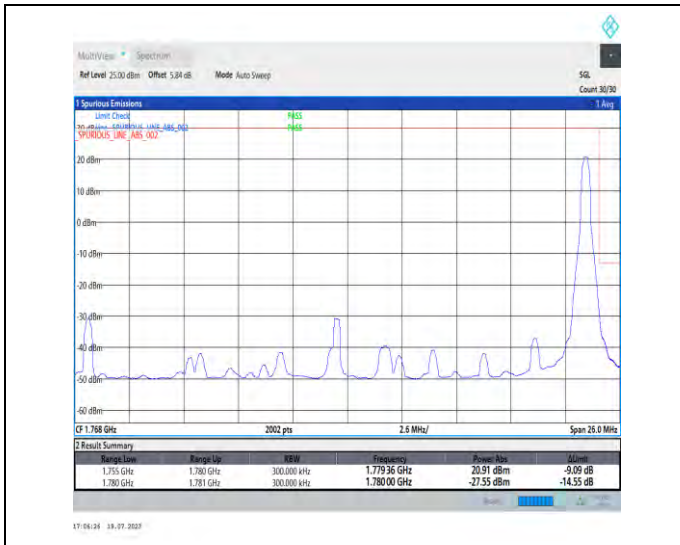 MultiView Spectrum
Ref Level 25.00 dBm Offset 5.84 dB Mode Auto Sweep SGL
Count 30/30
1 Spurious Emissions 1 Avg
Limit Check PASS
Line SPURIOUS_LINE_ABS_002 PASS
_SPURIOUS_LINE_ABS_002
20 dBm
10 dBm
0 dBm
-10 dBm
-20 dBm
-30 dBm
-40 dBm
-50 dBm
-60 dBm
CF 1.768 GHz 2002 pts 2.6 MHz/ Span 26.0 MHz
2 Result Summary
Range Low Range Up RBW Frequency Power Abs ΔLimit
1.755 GHz 1.780 GHz 300.000 kHz 1.77936 GHz 20.91 dBm -9.09 dB
1.780 GHz 1.781 GHz 300.000 kHz 1.78000 GHz -27.55 dBm -14.55 dB